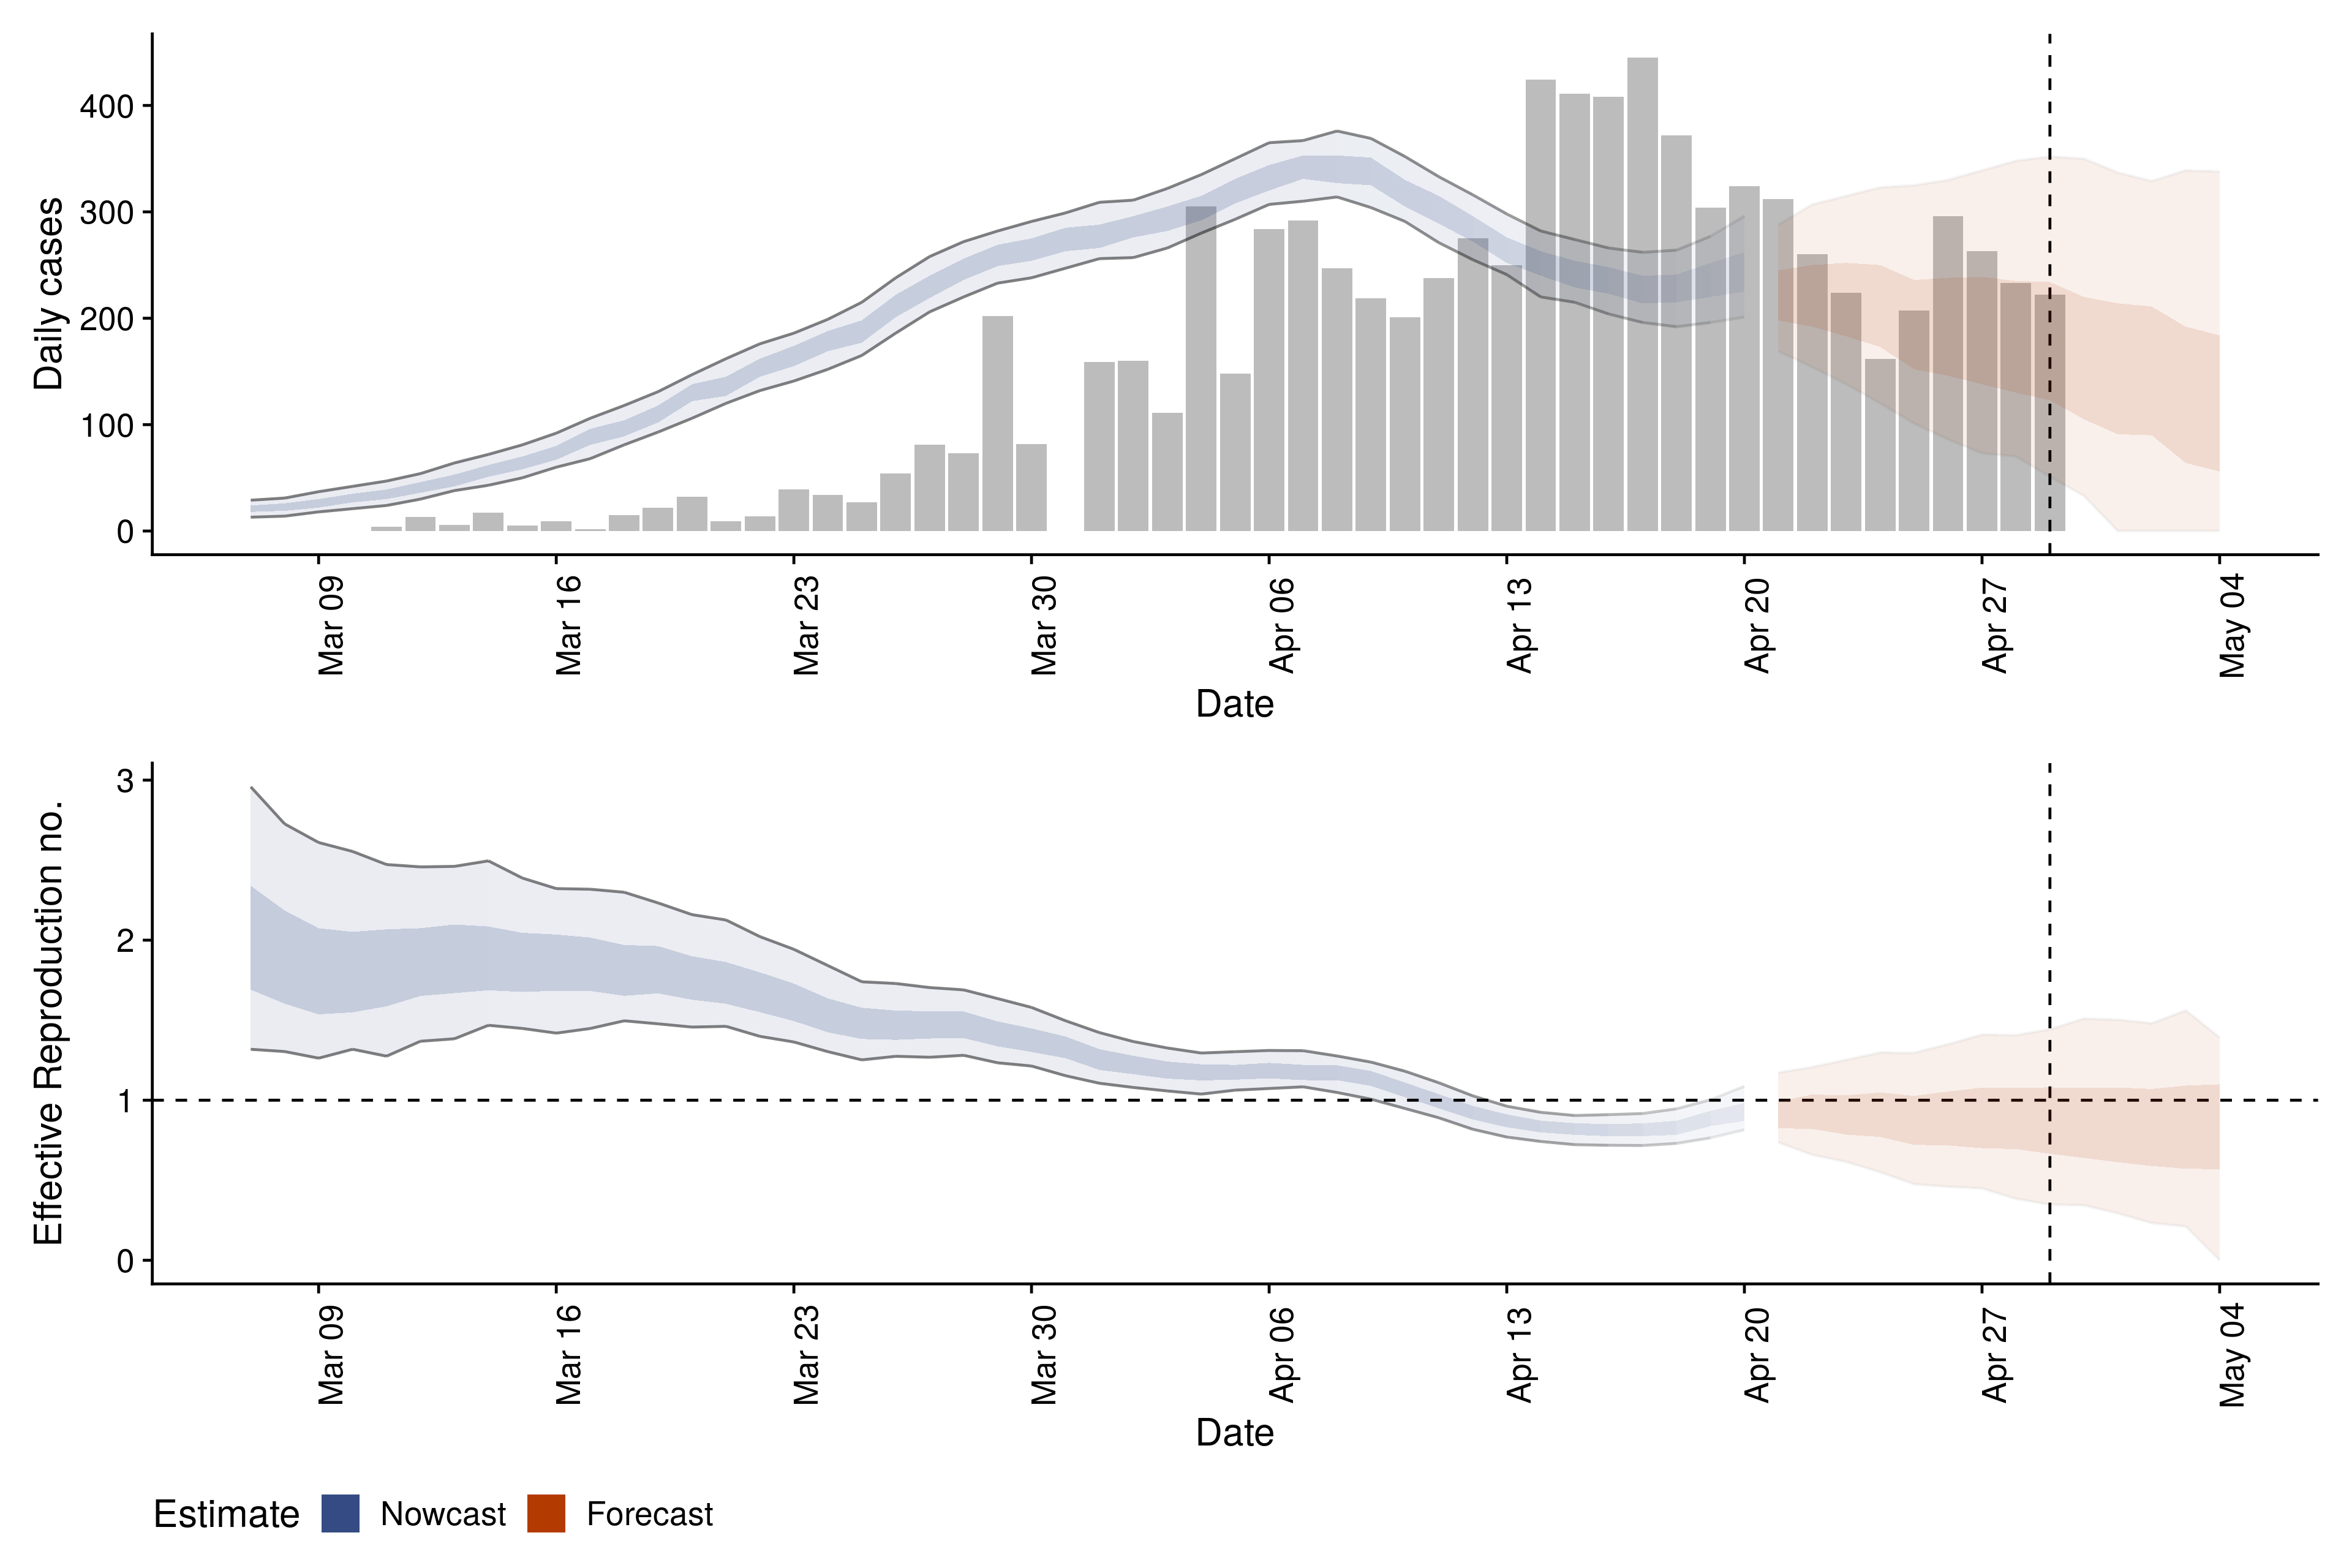 Daily cases
400
300
200
100
0
Mar 09
Mar 16
Mar 23
Mar 30
Apr 06
Apr 13
Apr 20
Apr 27
May 04
Date
Effective Reproduction no.
3
2
1
0
Mar 09
Mar 16
Mar 23
Mar 30
Apr 06
Apr 13
Apr 20
Apr 27
May 04
Date
Estimate Nowcast Forecast